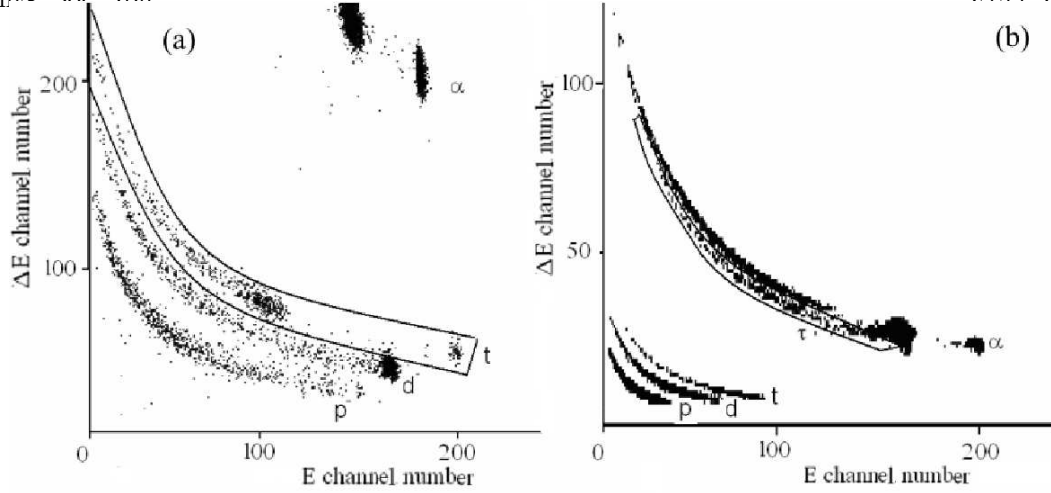 (a)
ΔE channel number
200
100
α
t
d
p
0
100
200
E channel number
(b)
ΔE channel number
100
50
τ
α
p
d
t
0
100
200
E channel number